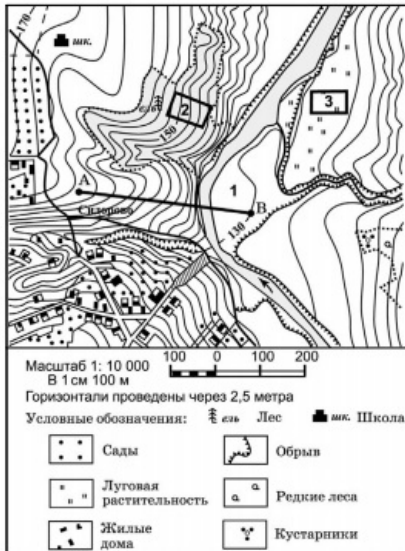 170
шк.
ель
2
150
3
А
1
В
Сидорово
130
Масштаб 1: 10 000
В 1 см 100 м
100 0 100 200
Горизонтали проведены через 2,5 метра
Условные обозначения: ель Лес шк. Школа
Сады
Обрыв
Луговая
растительность
Редкие леса
Жилые
дома
Кустарники